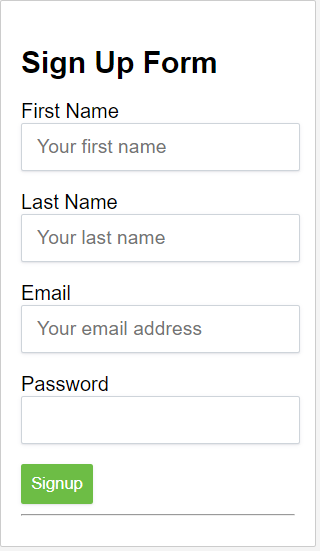 Sign Up Form
First Name
Your first name
Last Name
Your last name
Email
Your email address
Password
Signup